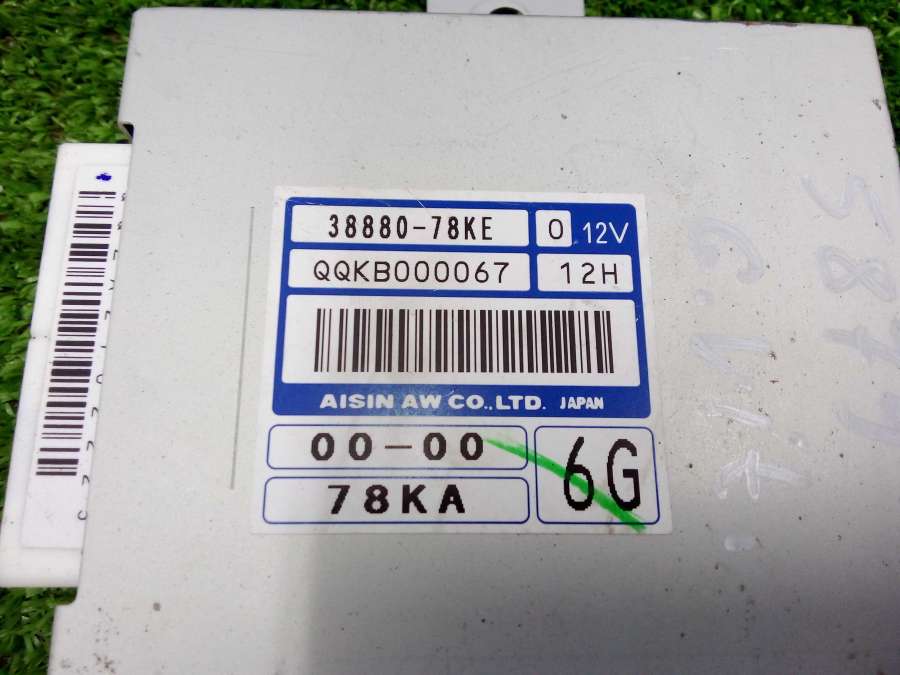 38880-78KE 0 12V
QQKB000067 12H
AISIN AW CO.,LTD. JAPAN
00-00 6G
78KA